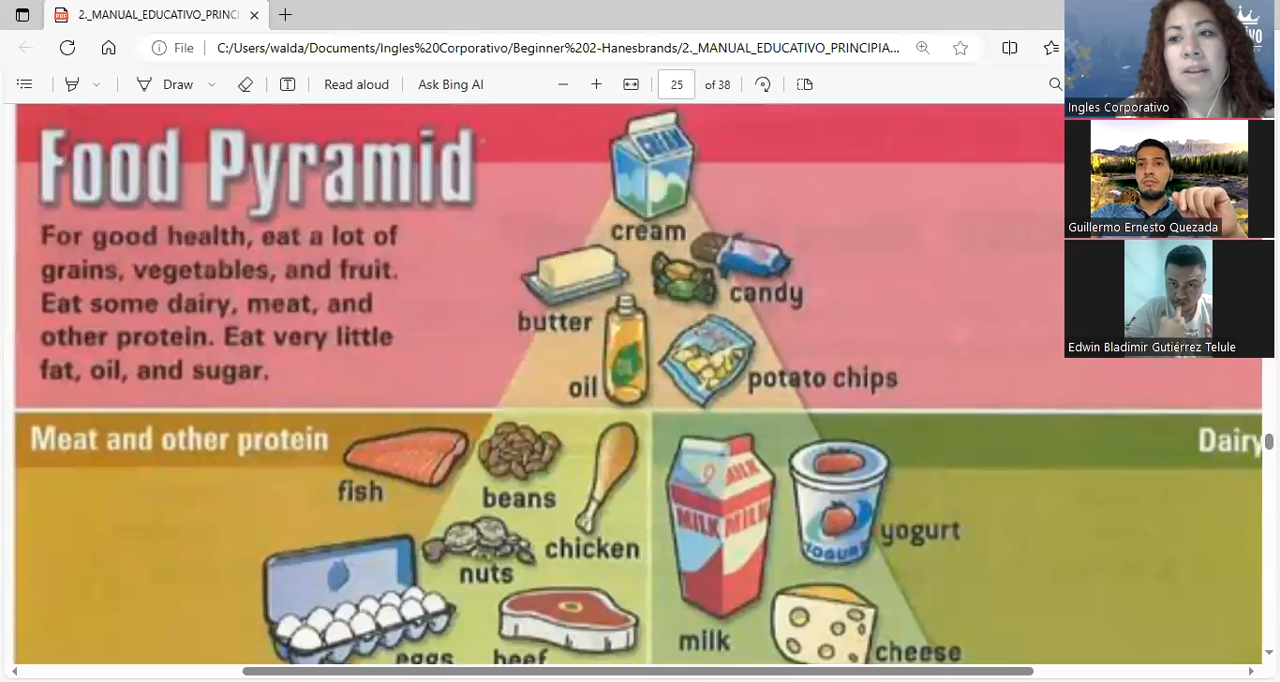 2._MANUAL_EDUCATIVO_PRINCI
File
C:/Users/walda/Documents/Ingles%20Corporativo/Beginner%202-Hanesbrands/2._MANUAL_EDUCATIVO_PRINCIPIA...
Draw
Read aloud
Ask Bing AI
25
of 38
Ingles Corporativo
Guillermo Ernesto Quezada
Edwin Bladimir Gutiérrez Telule
Food Pyramid
For good health, eat a lot of
grains, vegetables, and fruit.
Eat some dairy, meat, and
other protein. Eat very little
fat, oil, and sugar.
CREAM
cream
butter
candy
oil
potato chips
Meat and other protein
fish
beans
chicken
nuts
eggs
beef
Dairy
MILK
MILK MILK
milk
YOGURT
yogurt
cheese